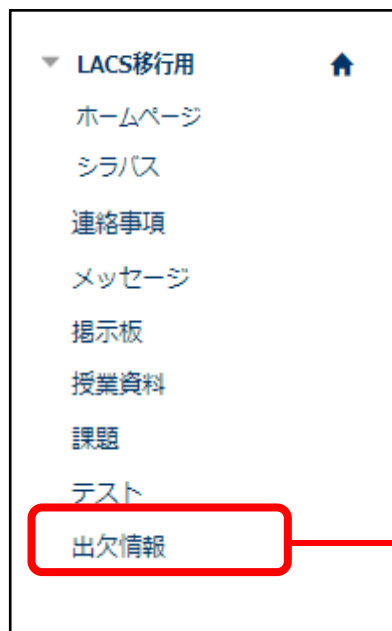 LACS移行用
ホームページ
シラバス
連絡事項
メッセージ
掲示板
授業資料
課題
テスト
出欠情報